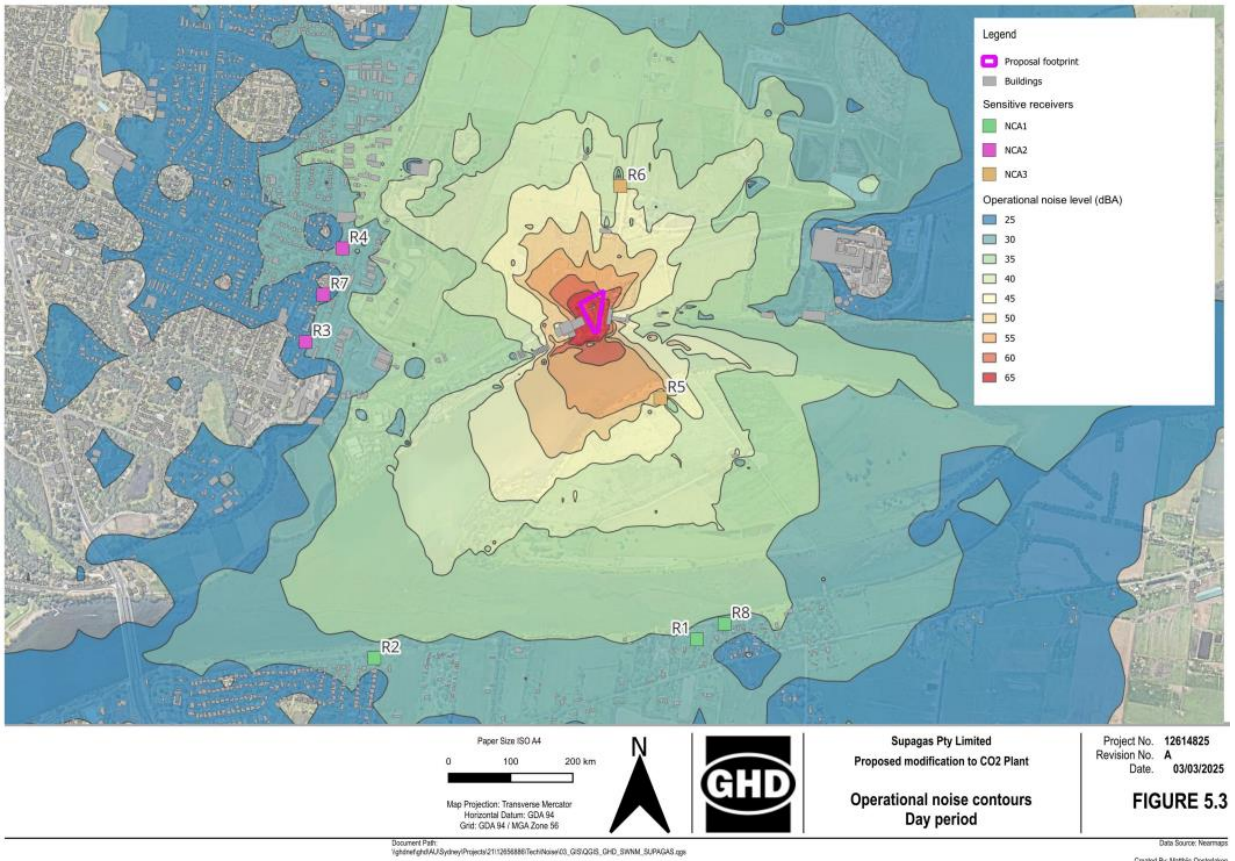 Legend
Proposal footprint
Buildings
Sensitive receivers
NCA1
NCA2
NCA3
Operational noise level (dBA)
25
30
35
40
45
50
55
60
65
R6
R4
R7
R3
R5
R8
R1
R2
Paper Size ISO A4
0 100 200 km
Map Projection: Transverse Mercator
Horizontal Datum: GDA 94
Grid: GDA 94 / MGA Zone 56
N
GHD
Supagas Pty Limited
Proposed modification to CO2 Plant
Operational noise contours
Day period
Project No. 12614825
Revision No. A
Date. 03/03/2025
FIGURE 5.3
Document Path:
Data Source: Nearmaps
Created By: